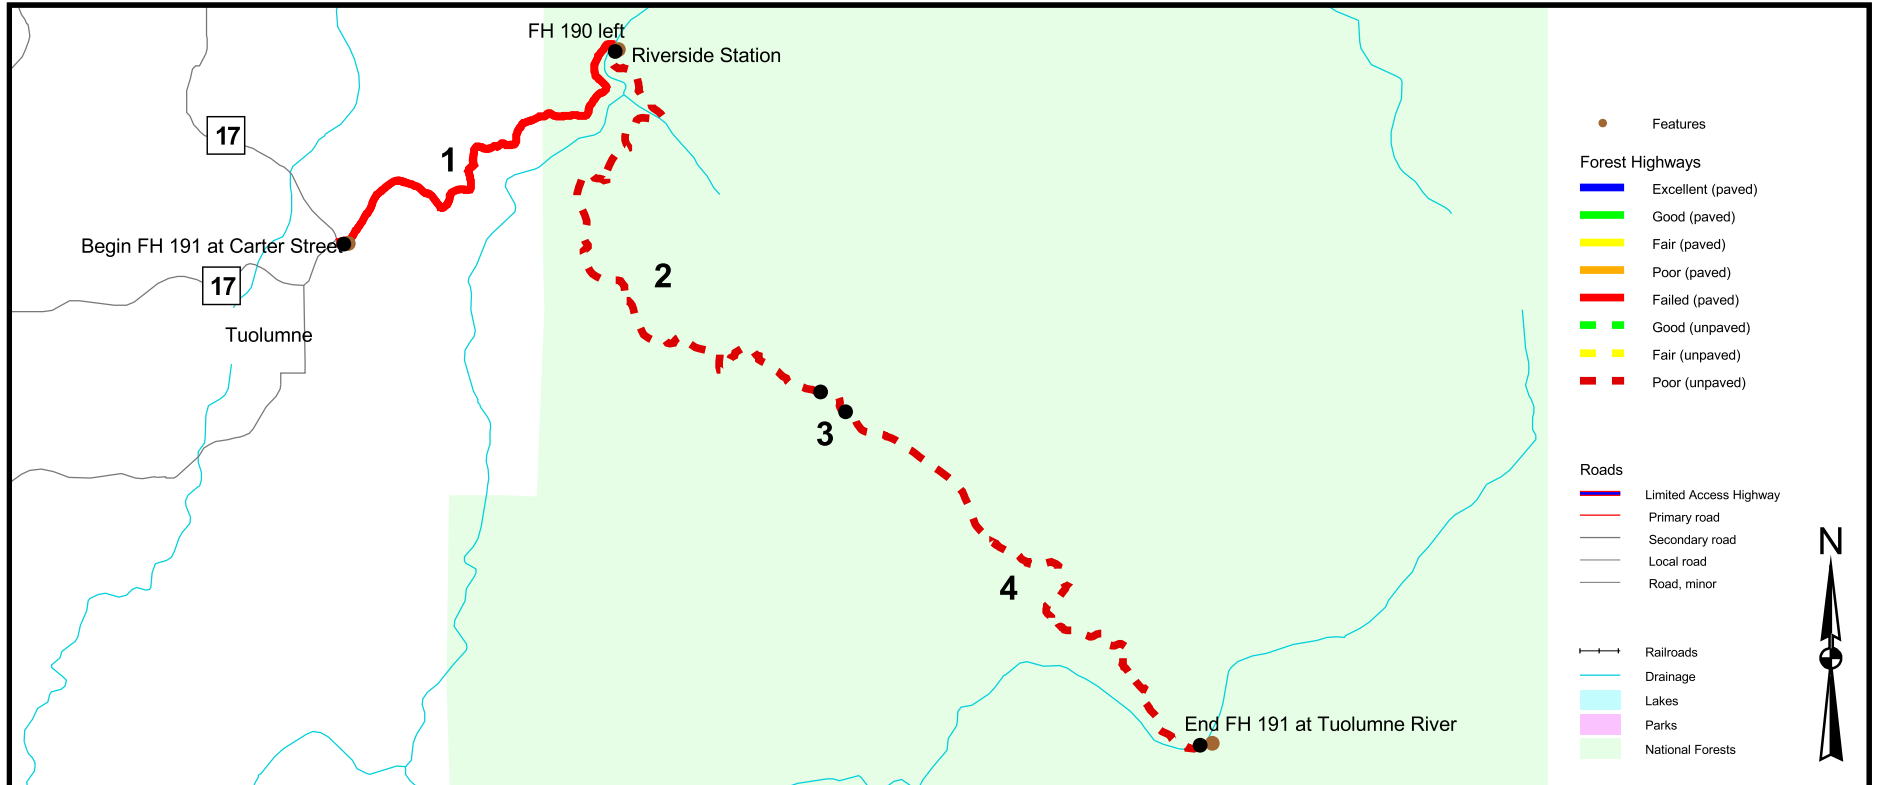 FH 190 left
Riverside Station
17
1
Begin FH 191 at Carter Street
17
2
Tuolumne
3
4
End FH 191 at Tuolumne River
Features
Forest Highways
Excellent (paved)
Good (paved)
Fair (paved)
Poor (paved)
Failed (paved)
Good (unpaved)
Fair (unpaved)
Poor (unpaved)
Roads
Limited Access Highway
Primary road
Secondary road
Local road
Road, minor
Railroads
Drainage
Lakes
Parks
National Forests
N